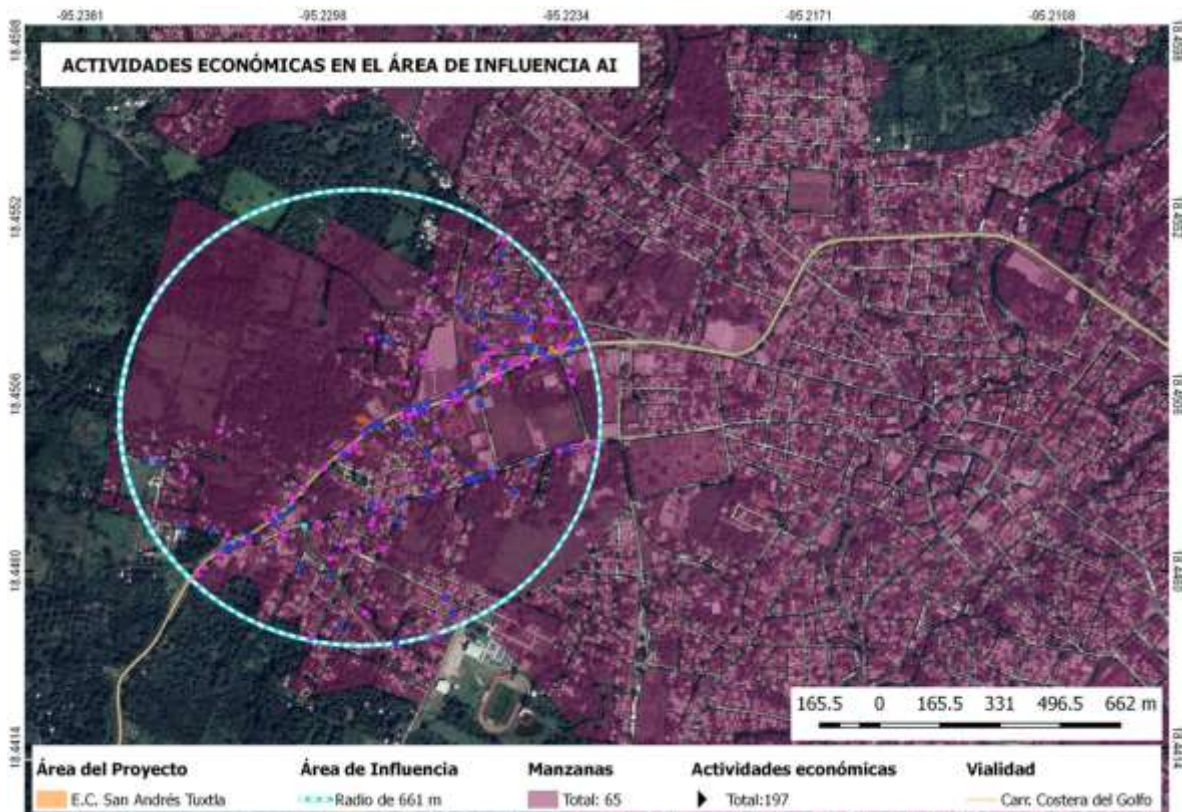 -95.2361 -95.2298 -95.2234 -95.2171 -95.2108
18.4598 18.4598
ACTIVIDADES ECONÓMICAS EN EL ÁREA DE INFLUENCIA AI
18.4552 18.4552
18.4506 18.4506
18.4460 18.4460
165.5 0 165.5 331 496.5 662 m
18.4414 18.4414
Área del Proyecto Área de Influencia Manzanas Actividades económicas Vialidad
E.C. San Andrés Tuxtla Radio de 661 m Total: 65 Total:197 Carr. Costera del Golfo